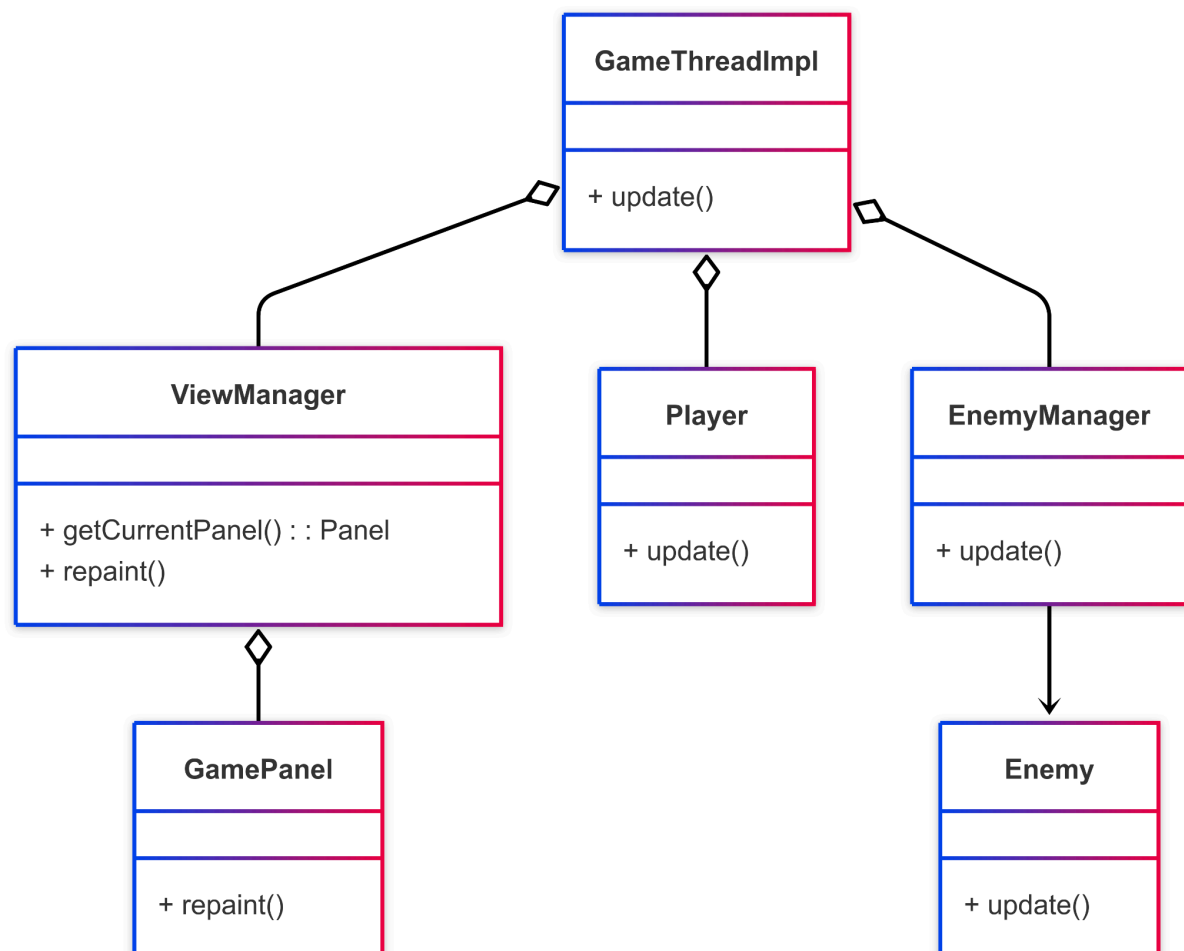 GameThreadImpl
+ update()
ViewManager
+ getCurrentPanel() : : Panel
+ repaint()
Player
+ update()
EnemyManager
+ update()
GamePanel
+ repaint()
Enemy
+ update()